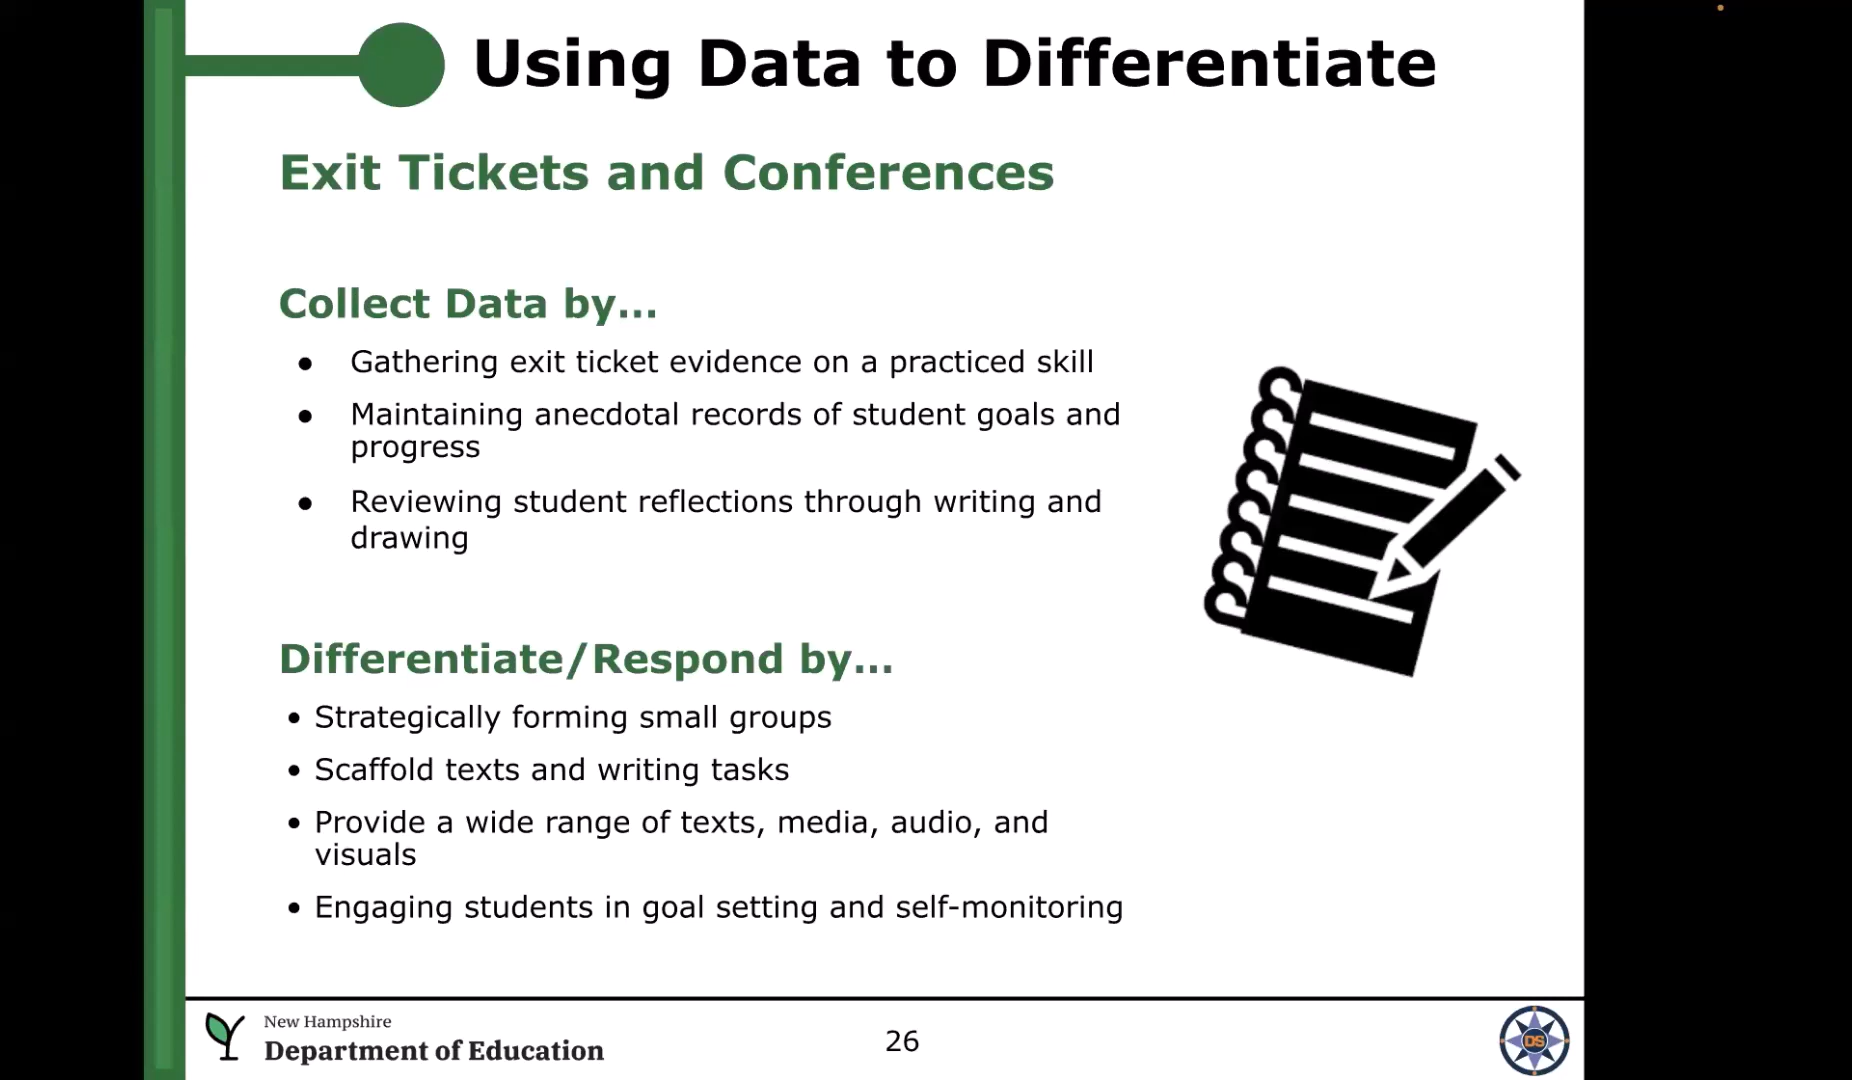 Using Data to Differentiate
Exit Tickets and Conferences
Collect Data by...
● Gathering exit ticket evidence on a practiced skill
● Maintaining anecdotal records of student goals and
progress
● Reviewing student reflections through writing and
drawing
Differentiate/Respond by...
• Strategically forming small groups
• Scaffold texts and writing tasks
• Provide a wide range of texts, media, audio, and
visuals
• Engaging students in goal setting and self-monitoring
New Hampshire
Department of Education
26
DS